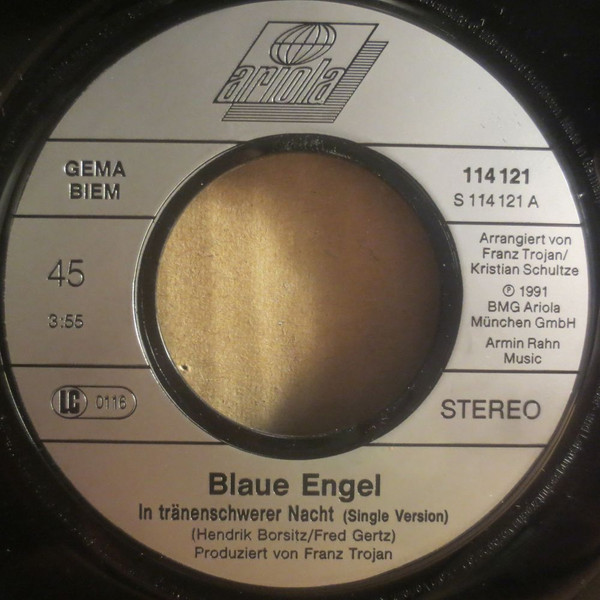 ariola
GEMA
BIEM
114 121
S 114 121 A
45
3:55
Arrangiert von
Franz Trojan/
Kristian Schultze
℗ 1991
BMG Ariola
München GmbH
Armin Rahn
Music
LC 0116
STEREO
Blaue Engel
In tränenschwerer Nacht (Single Version)
(Hendrik Borsitz/Fred Gertz)
Produziert von Franz Trojan